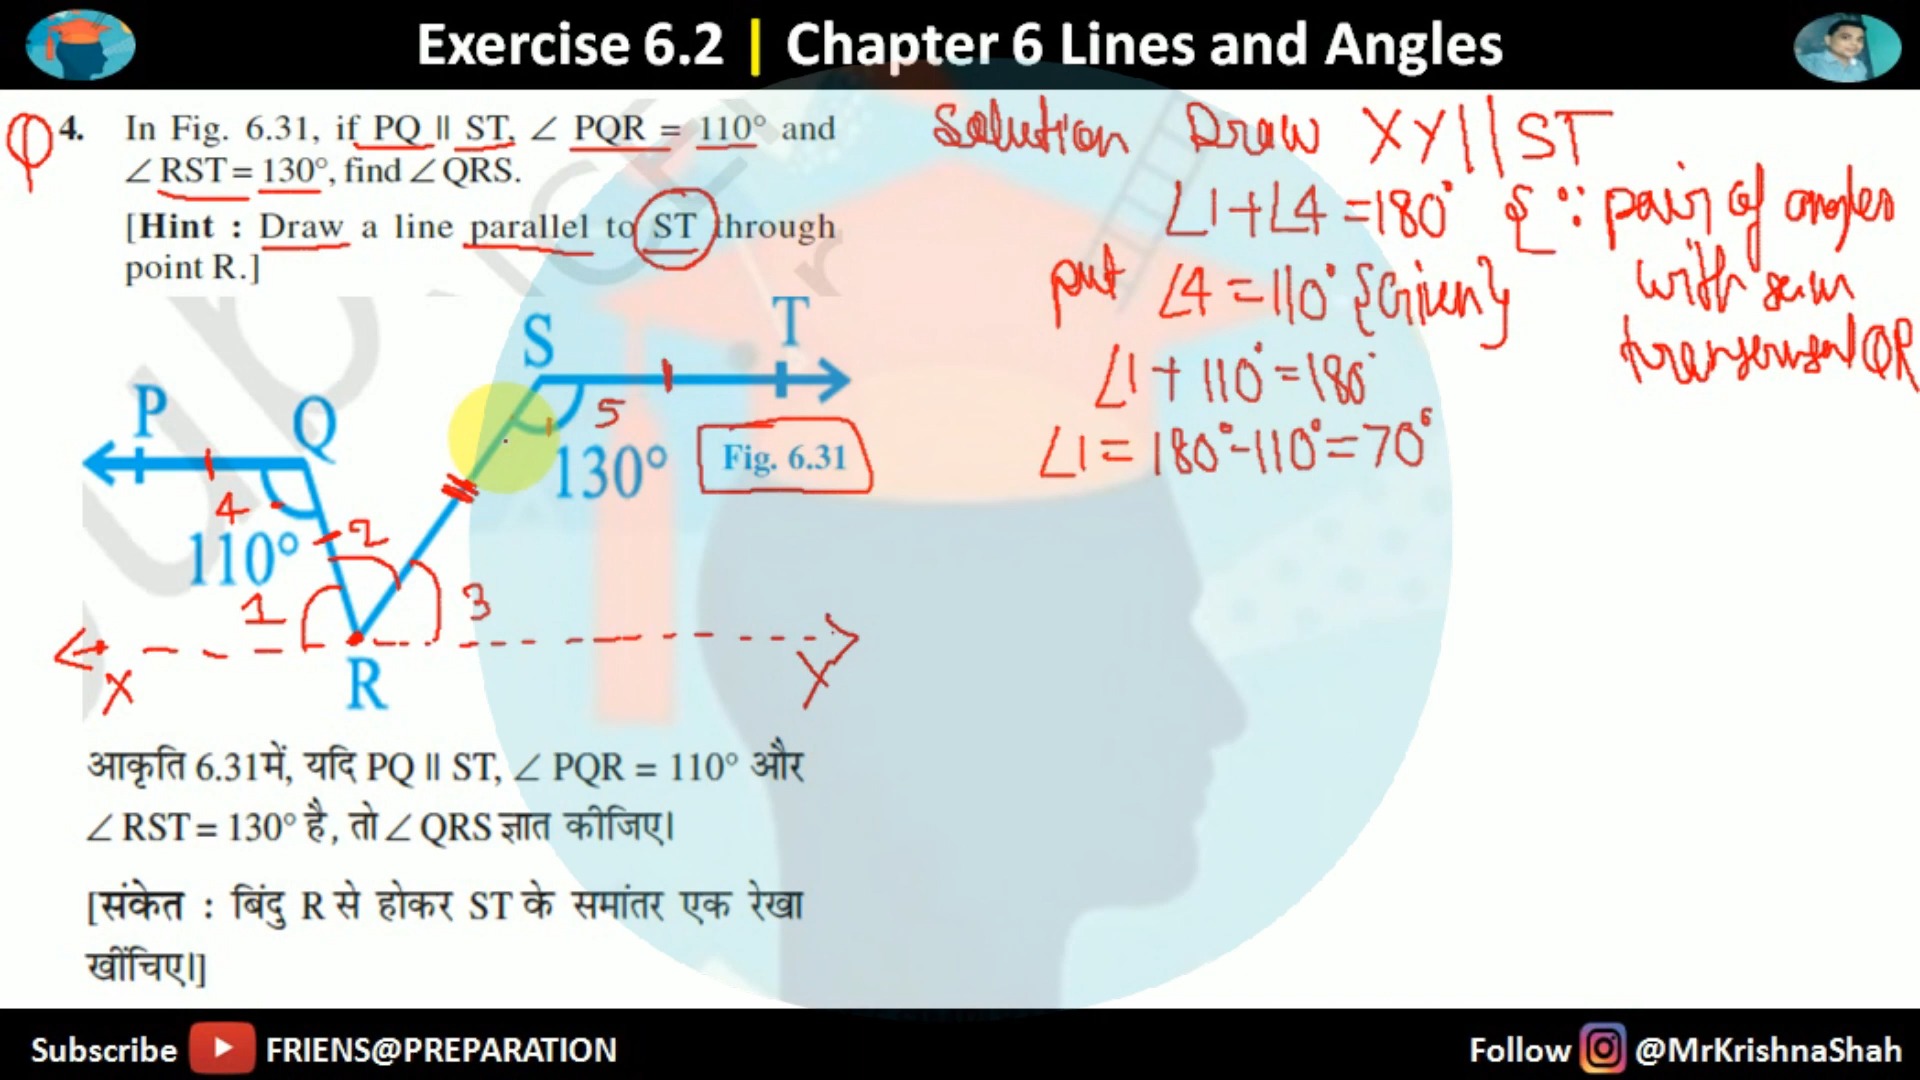 Exercise 6.2 | Chapter 6 Lines and Angles
Q 4. In Fig. 6.31, if PQ || ST, ∠ PQR = 110° and
∠ RST = 130°, find ∠ QRS.
[Hint : Draw a line parallel to ST through
point R.]
S T
P Q
5
130° Fig. 6.31
4
110° 2
1 3
X R Y
आकृति 6.31में, यदि PQ || ST, ∠ PQR = 110° और
∠ RST = 130° है, तो ∠ QRS ज्ञात कीजिए।
[संकेत : बिंदु R से होकर ST के समांतर एक रेखा
खींचिए।]
Solution Draw XY||ST
∠1+∠4=180° {∵ pair of angles
with sum
transversal QR
put ∠4=110° {Given}
∠1+110°=180°
∠1=180°-110°=70°
Subscribe FRIENS@PREPARATION
Follow @MrKrishnaShah